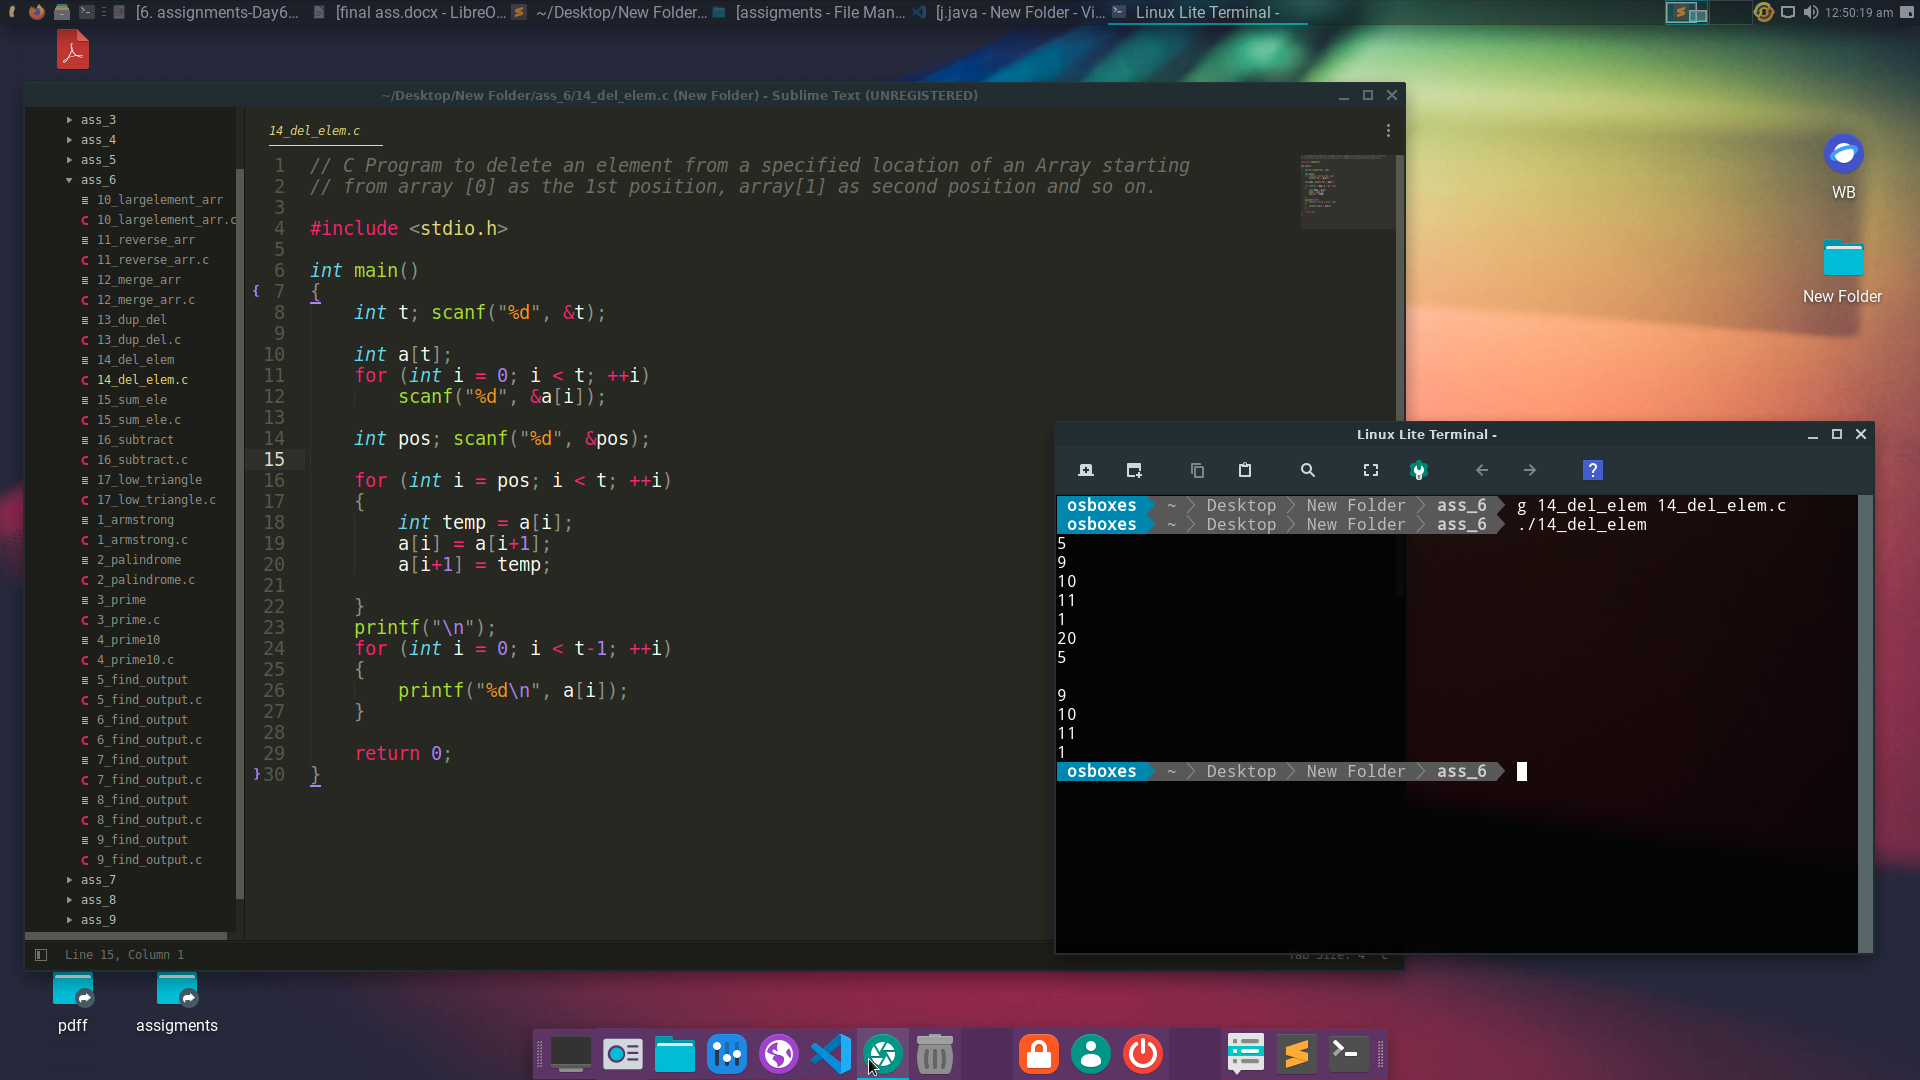 [6. assignments-Day6...
[final ass.docx - LibreO...
~/Desktop/New Folder...
[assigments - File Man...
[j.java - New Folder - Vi...
Linux Lite Terminal -
12:50:19 am
~/Desktop/New Folder/ass_6/14_del_elem.c (New Folder) - Sublime Text (UNREGISTERED)
ass_3
ass_4
ass_5
ass_6
10_largelement_arr
10_largelement_arr.c
11_reverse_arr
11_reverse_arr.c
12_merge_arr
12_merge_arr.c
13_dup_del
13_dup_del.c
14_del_elem
14_del_elem.c
15_sum_ele
15_sum_ele.c
16_subtract
16_subtract.c
17_low_triangle
17_low_triangle.c
1_armstrong
1_armstrong.c
2_palindrome
2_palindrome.c
3_prime
3_prime.c
4_prime10
4_prime10.c
5_find_output
5_find_output.c
6_find_output
6_find_output.c
7_find_output
7_find_output.c
8_find_output
8_find_output.c
9_find_output
9_find_output.c
ass_7
ass_8
ass_9
14_del_elem.c
1 // C Program to delete an element from a specified location of an Array starting
2 // from array [0] as the 1st position, array[1] as second position and so on.
3
4 #include <stdio.h>
5
6 int main()
{ 7 {
8 int t; scanf("%d", &t);
9
10 int a[t];
11 for (int i = 0; i < t; ++i)
12 scanf("%d", &a[i]);
13
14 int pos; scanf("%d", &pos);
15
16 for (int i = pos; i < t; ++i)
17 {
18 int temp = a[i];
19 a[i] = a[i+1];
20 a[i+1] = temp;
21
22 }
23 printf("\n");
24 for (int i = 0; i < t-1; ++i)
25 {
26 printf("%d\n", a[i]);
27 }
28
29 return 0;
} 30 }
Line 15, Column 1
Tab Size: 4 C
Linux Lite Terminal -
?
osboxes ~ Desktop New Folder ass_6 g 14_del_elem 14_del_elem.c
osboxes ~ Desktop New Folder ass_6 ./14_del_elem
5
9
10
11
1
20
5
9
10
11
1
osboxes ~ Desktop New Folder ass_6
WB
New Folder
pdff
assigments